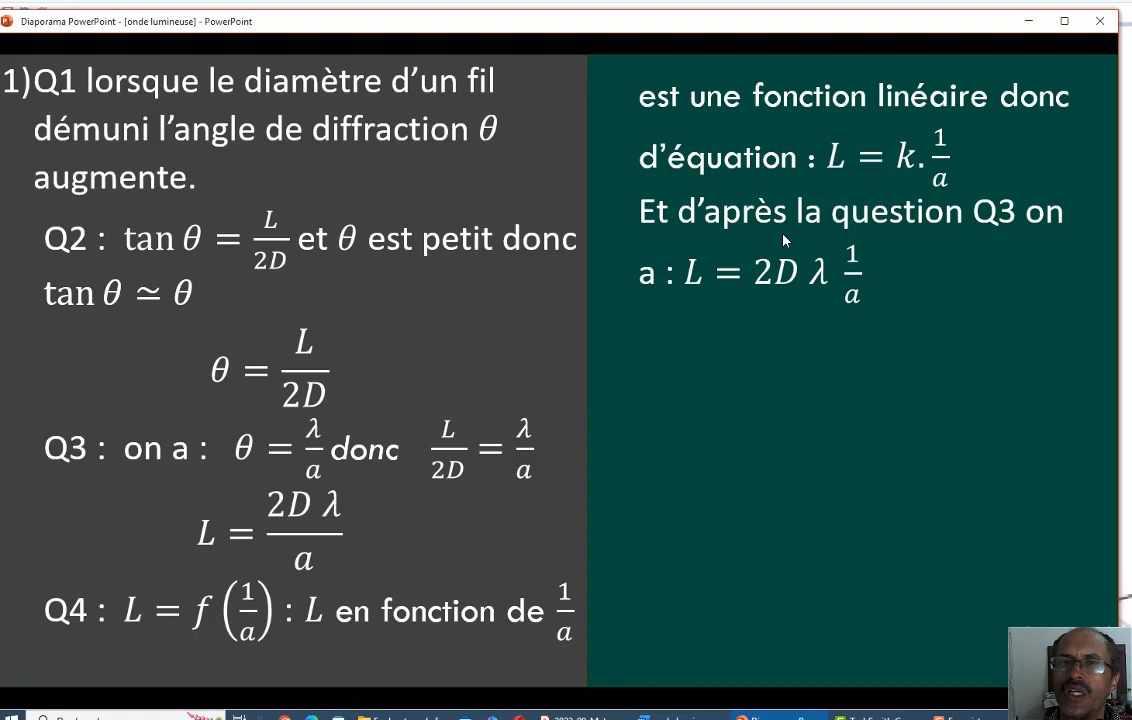 Diaporama PowerPoint - [onde lumineuse] - PowerPoint
1)Q1 lorsque le diamètre d’un fil
démuni l’angle de diffraction θ
augmente.
Q2 : tan θ = L/2D et θ est petit donc
tan θ ≃ θ
θ = L/2D
Q3 : on a : θ = λ/a donc L/2D = λ/a
L = 2D λ/a
Q4 : L = f(1/a) : L en fonction de 1/a
est une fonction linéaire donc
d’équation : L = k. 1/a
Et d’après la question Q3 on
a : L = 2D λ 1/a